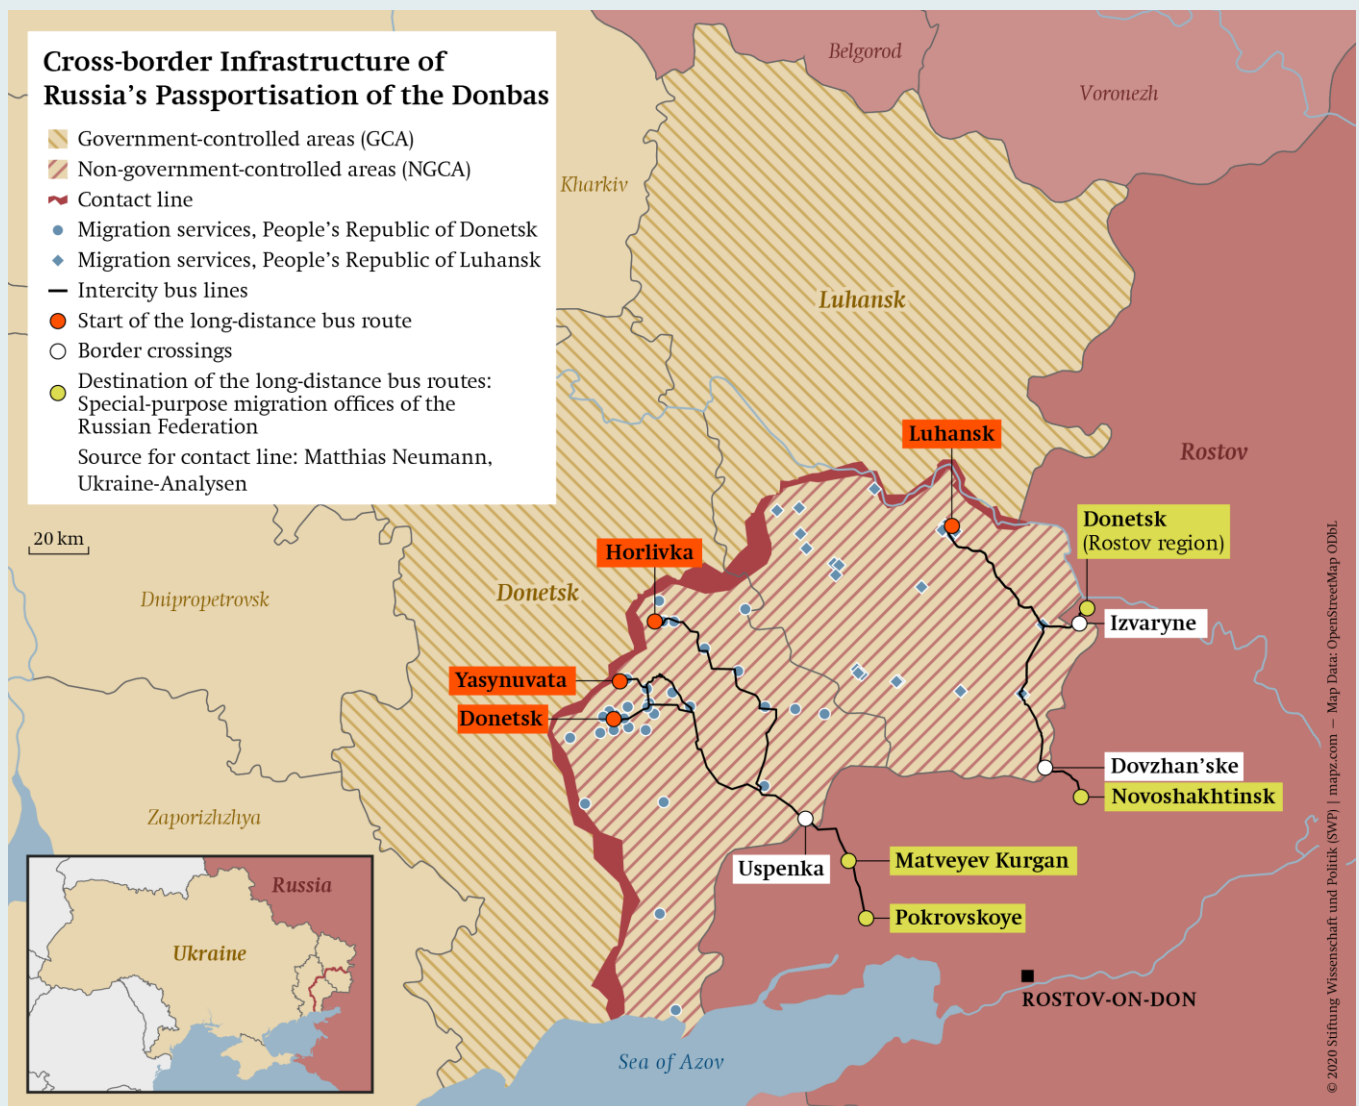 Cross-border Infrastructure of
Russia's Passportisation of the Donbas
Government-controlled areas (GCA)
Non-government-controlled areas (NGCA)
Contact line
Migration services, People's Republic of Donetsk
Migration services, People's Republic of Luhansk
Intercity bus lines
Start of the long-distance bus route
Border crossings
Destination of the long-distance bus routes:
Special-purpose migration offices of the
Russian Federation
Source for contact line: Matthias Neumann,
Ukraine-Analysen
20 km
Belgorod
Voronezh
Kharkiv
Luhansk
Luhansk
Rostov
Donetsk
(Rostov region)
Horlivka
Donetsk
Dnipropetrovsk
Izvaryne
Yasynuvata
Donetsk
Dovzhan'ske
Novoshakhtinsk
Zaporizhzhya
Uspenka
Matveyev Kurgan
Pokrovskoye
Russia
Ukraine
ROSTOV-ON-DON
Sea of Azov
© 2020 Stiftung Wissenschaft und Politik (SWP) | mapz.com — Map Data: OpenStreetMap ODbL